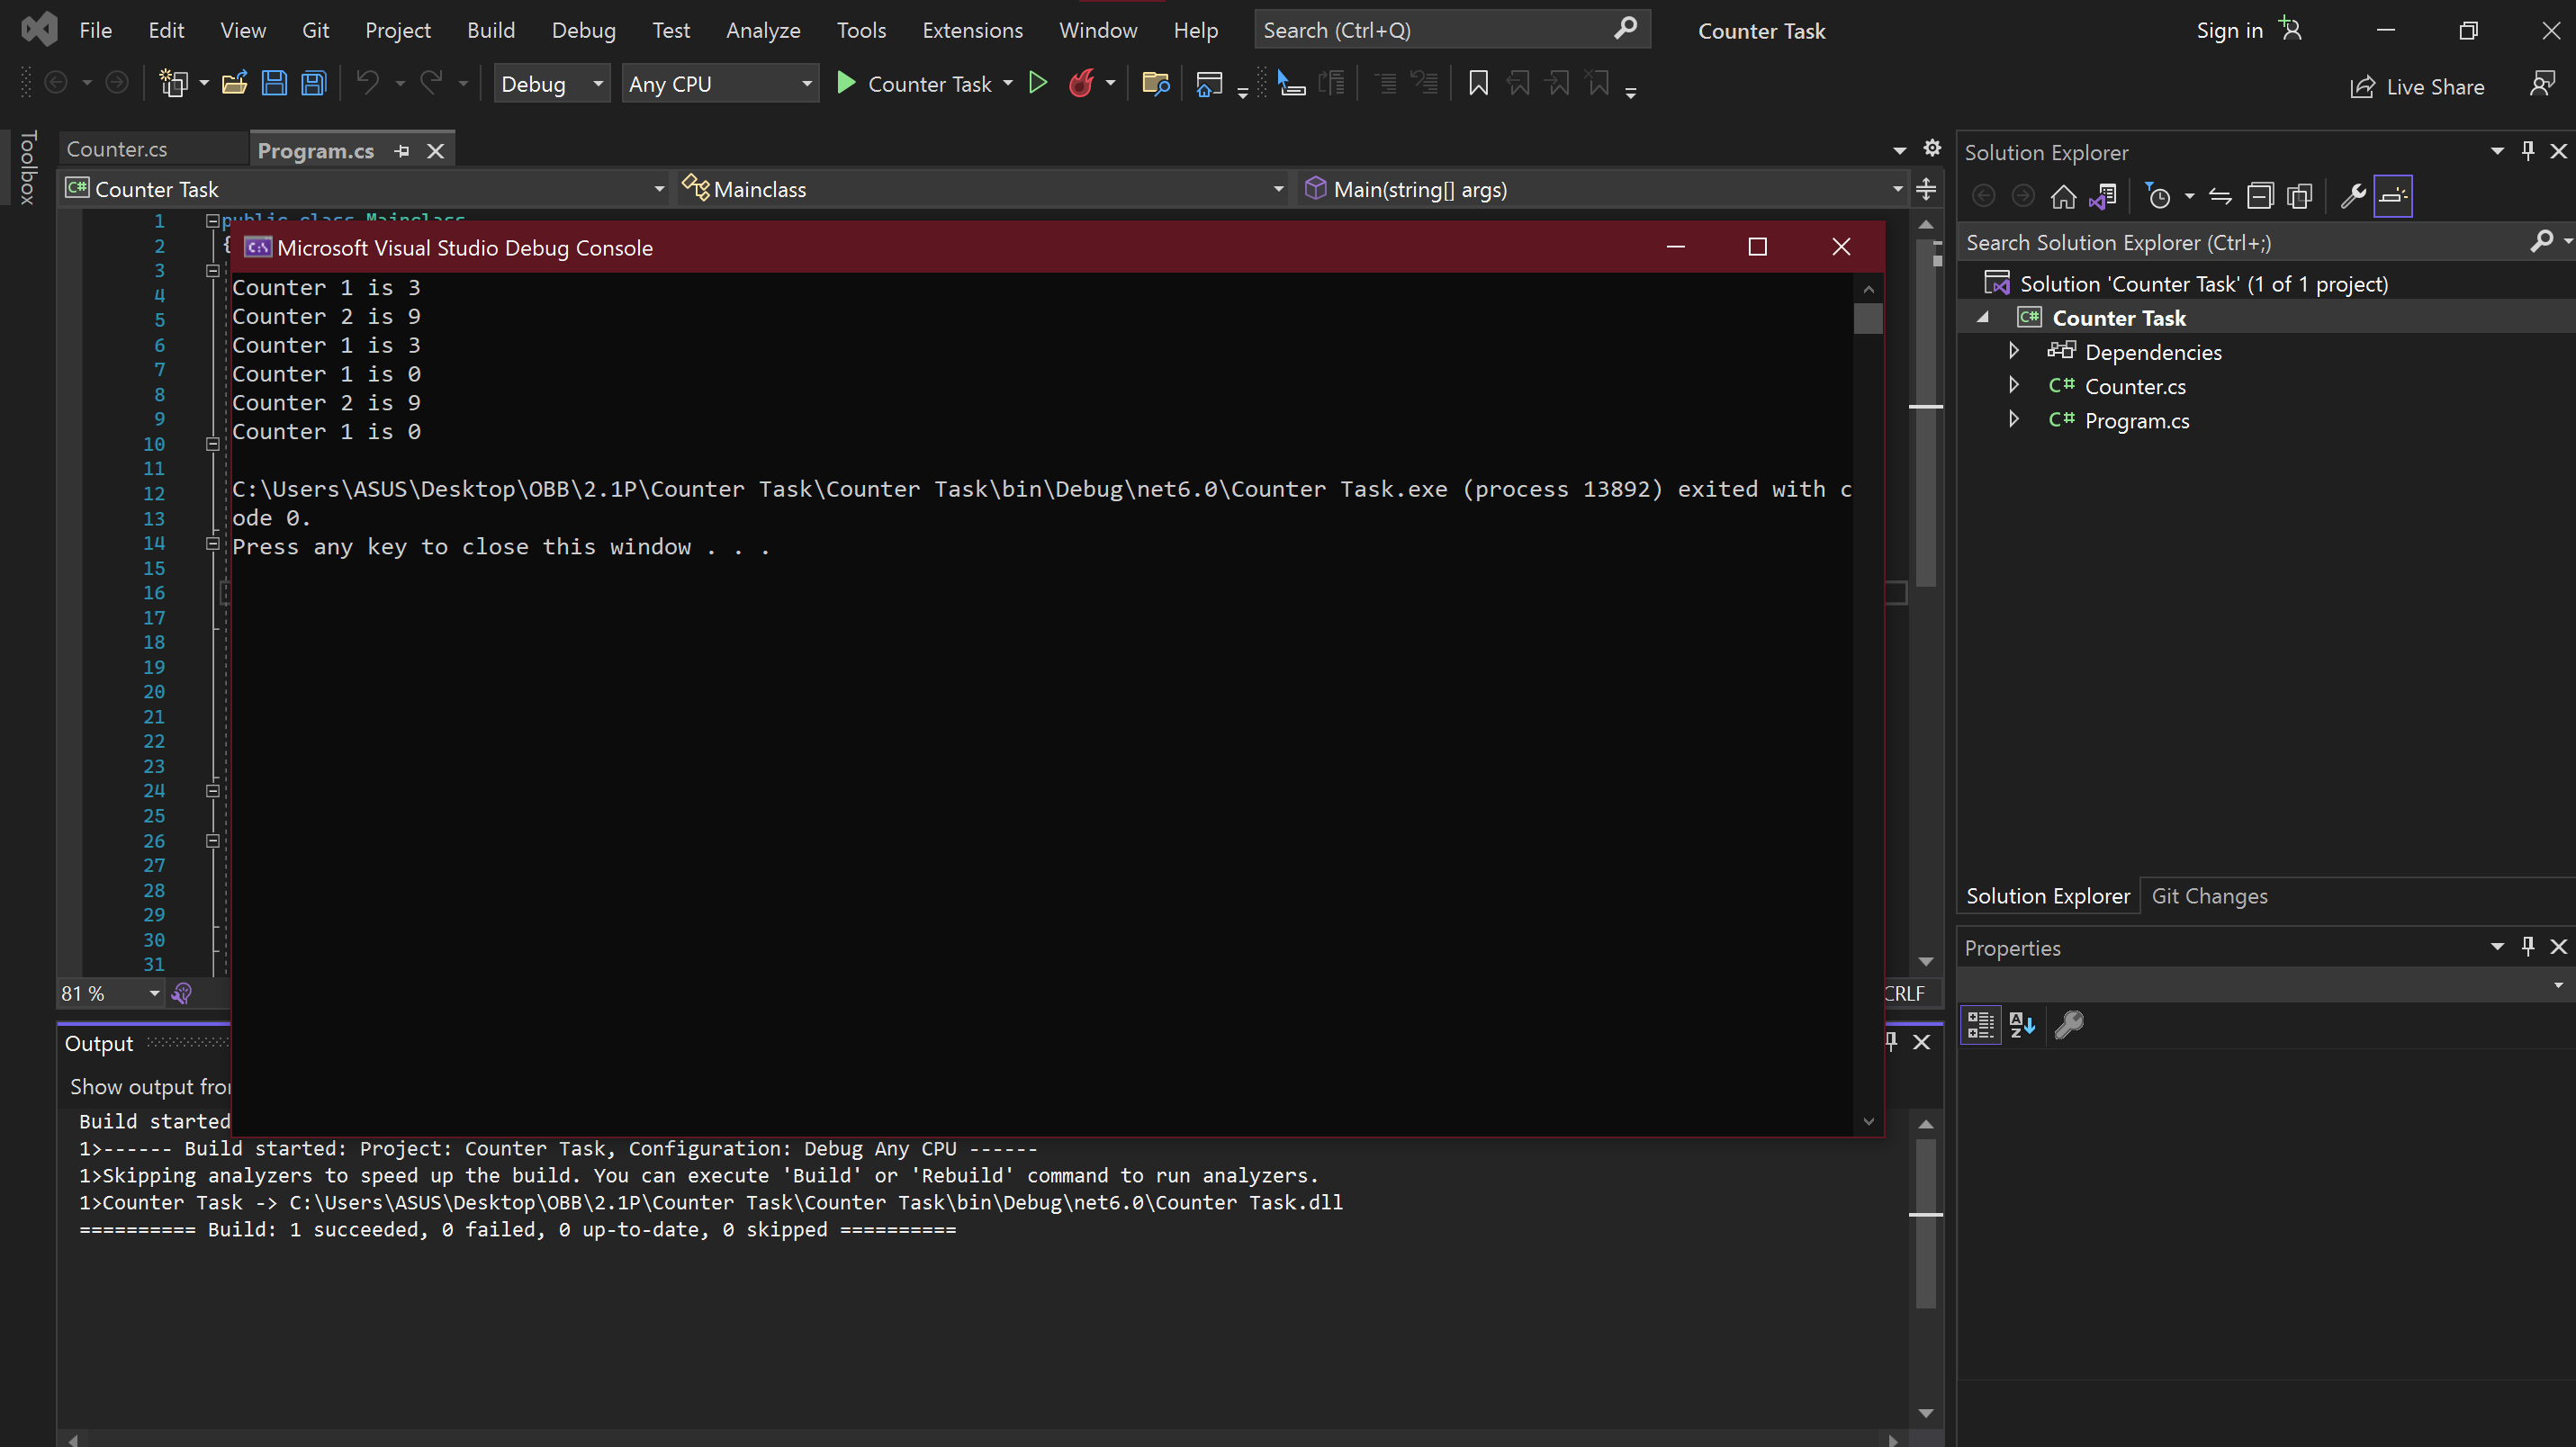 File Edit View Git Project Build Debug Test Analyze Tools Extensions Window Help Search (Ctrl+Q) Counter Task Sign in
Debug Any CPU Counter Task Live Share
Toolbox
Counter.cs Program.cs
Counter Task Mainclass Main(string[] args)
1 public class Mainclass
2 {
3
4
5
6
7
8
9
10
11
12
13
14
15
16
17
18
19
20
21
22
23
24
25
26
27
28
29
30
31
Microsoft Visual Studio Debug Console
Counter 1 is 3
Counter 2 is 9
Counter 1 is 3
Counter 1 is 0
Counter 2 is 9
Counter 1 is 0
C:\Users\ASUS\Desktop\OBB\2.1P\Counter Task\Counter Task\bin\Debug\net6.0\Counter Task.exe (process 13892) exited with c
ode 0.
Press any key to close this window . . .
81 % CRLF
Output
Show output fro
Build started
1>------ Build started: Project: Counter Task, Configuration: Debug Any CPU ------
1>Skipping analyzers to speed up the build. You can execute 'Build' or 'Rebuild' command to run analyzers.
1>Counter Task -> C:\Users\ASUS\Desktop\OBB\2.1P\Counter Task\Counter Task\bin\Debug\net6.0\Counter Task.dll
========== Build: 1 succeeded, 0 failed, 0 up-to-date, 0 skipped ==========
Solution Explorer
Search Solution Explorer (Ctrl+;)
Solution 'Counter Task' (1 of 1 project)
C# Counter Task
Dependencies
C# Counter.cs
C# Program.cs
Solution Explorer Git Changes
Properties